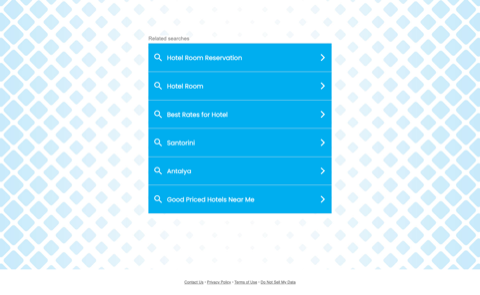 Related searches
Hotel Room Reservation
Hotel Room
Best Rates for Hotel
Santorini
Antalya
Good Priced Hotels Near Me
Contact Us - Privacy Policy - Terms of Use - Do Not Sell My Data